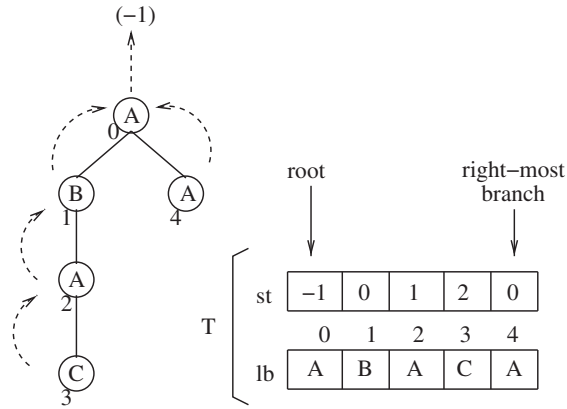 (−1)
A
0
B
1
A
4
A
2
C
3
root
right−most
branch
T
st
−1 0 1 2 0
0 1 2 3 4
lb
A B A C A